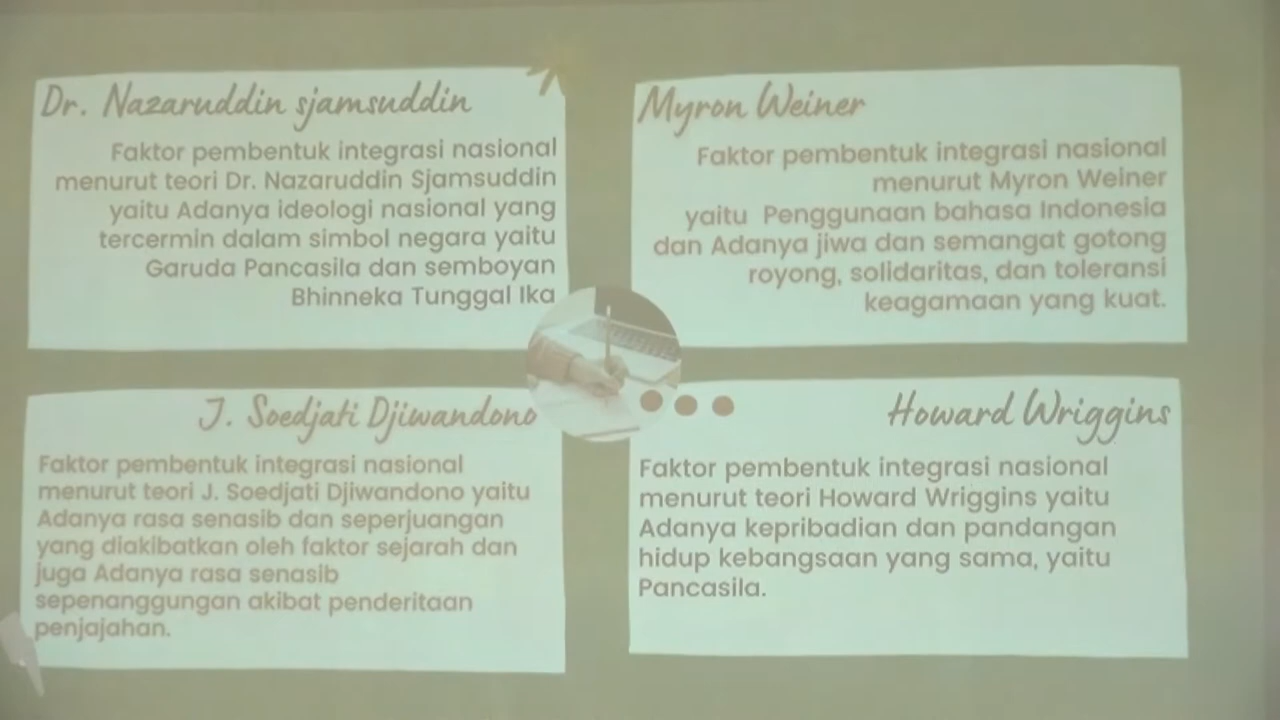 Dr. Nazaruddin sjamsuddin
Faktor pembentuk integrasi nasional
menurut teori Dr. Nazaruddin Sjamsuddin
yaitu Adanya ideologi nasional yang
tercermin dalam simbol negara yaitu
Garuda Pancasila dan semboyan
Bhinneka Tunggal Ika
Myron Weiner
Faktor pembentuk integrasi nasional
menurut Myron Weiner
yaitu Penggunaan bahasa Indonesia
dan Adanya jiwa dan semangat gotong
royong, solidaritas, dan toleransi
keagamaan yang kuat.
J. Soedjati Djiwandono
Faktor pembentuk integrasi nasional
menurut teori J. Soedjati Djiwandono yaitu
Adanya rasa senasib dan seperjuangan
yang diakibatkan oleh faktor sejarah dan
juga Adanya rasa senasib
sepenanggungan akibat penderitaan
penjajahan.
Howard Wriggins
Faktor pembentuk integrasi nasional
menurut teori Howard Wriggins yaitu
Adanya kepribadian dan pandangan
hidup kebangsaan yang sama, yaitu
Pancasila.